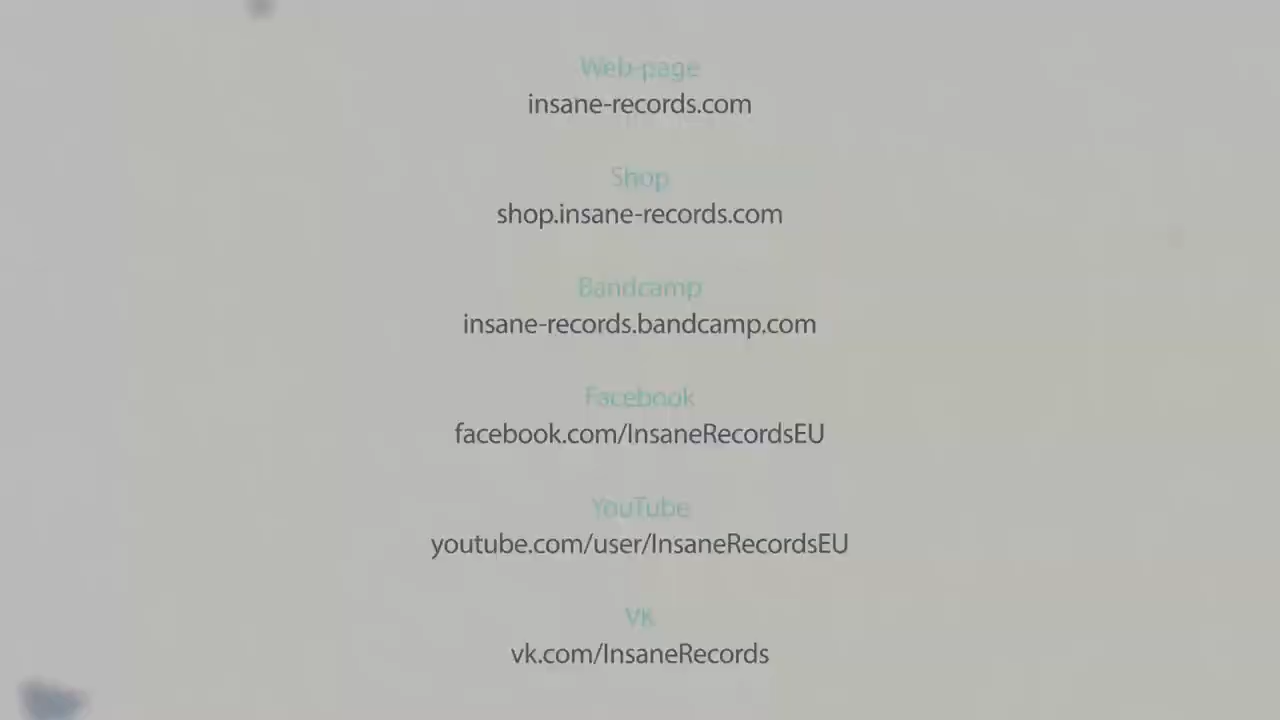 Web-page
insane-records.com
Shop
shop.insane-records.com
Bandcamp
insane-records.bandcamp.com
Facebook
facebook.com/InsaneRecordsEU
YouTube
youtube.com/user/InsaneRecordsEU
VK
vk.com/InsaneRecords